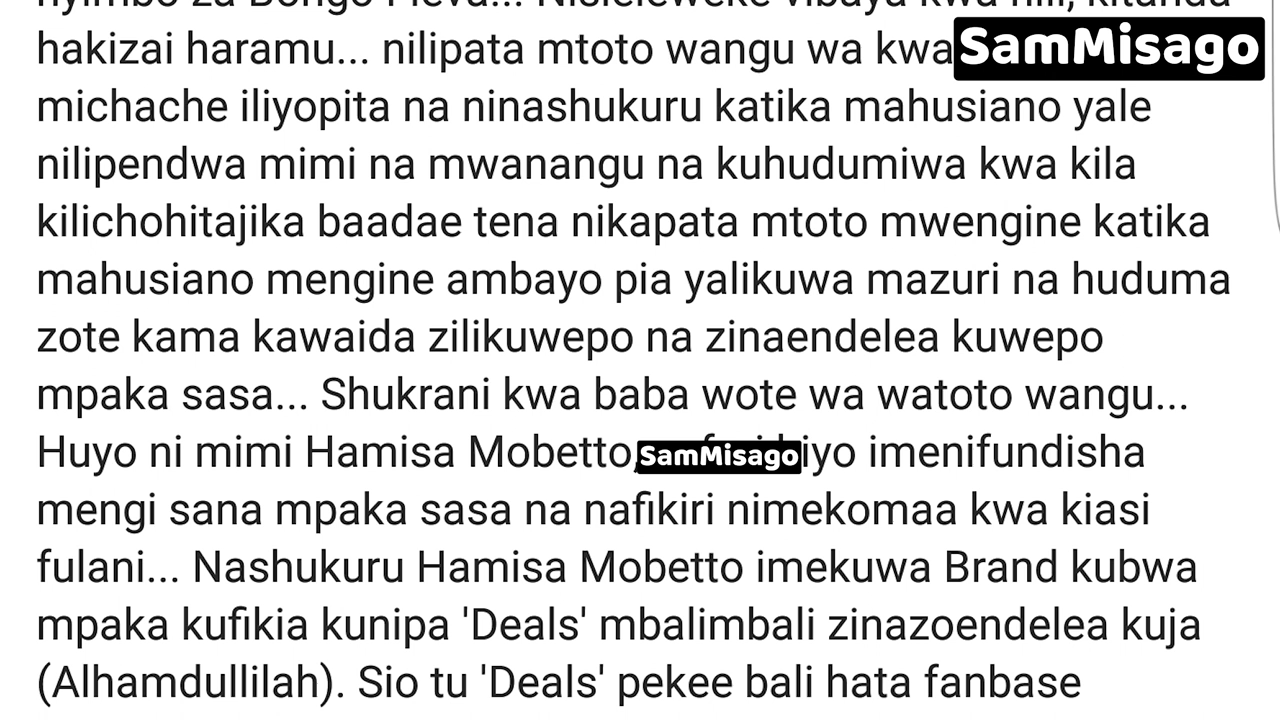 nyimbo za Bongo Fleva... Nisieleweke vibaya kwa hili, kitanda
hakizai haramu... nilipata mtoto wangu wa kwa
SamMisago
michache iliyopita na ninashukuru katika mahusiano yale
nilipendwa mimi na mwanangu na kuhudumiwa kwa kila
kilichohitajika baadae tena nikapata mtoto mwengine katika
mahusiano mengine ambayo pia yalikuwa mazuri na huduma
zote kama kawaida zilikuwepo na zinaendelea kuwepo
mpaka sasa... Shukrani kwa baba wote wa watoto wangu...
Huyo ni mimi Hamisa Mobetto, SamMisago iyo imenifundisha
mengi sana mpaka sasa na nafikiri nimekomaa kwa kiasi
fulani... Nashukuru Hamisa Mobetto imekuwa Brand kubwa
mpaka kufikia kunipa 'Deals' mbalimbali zinazoendelea kuja
(Alhamdullilah). Sio tu 'Deals' pekee bali hata fanbase